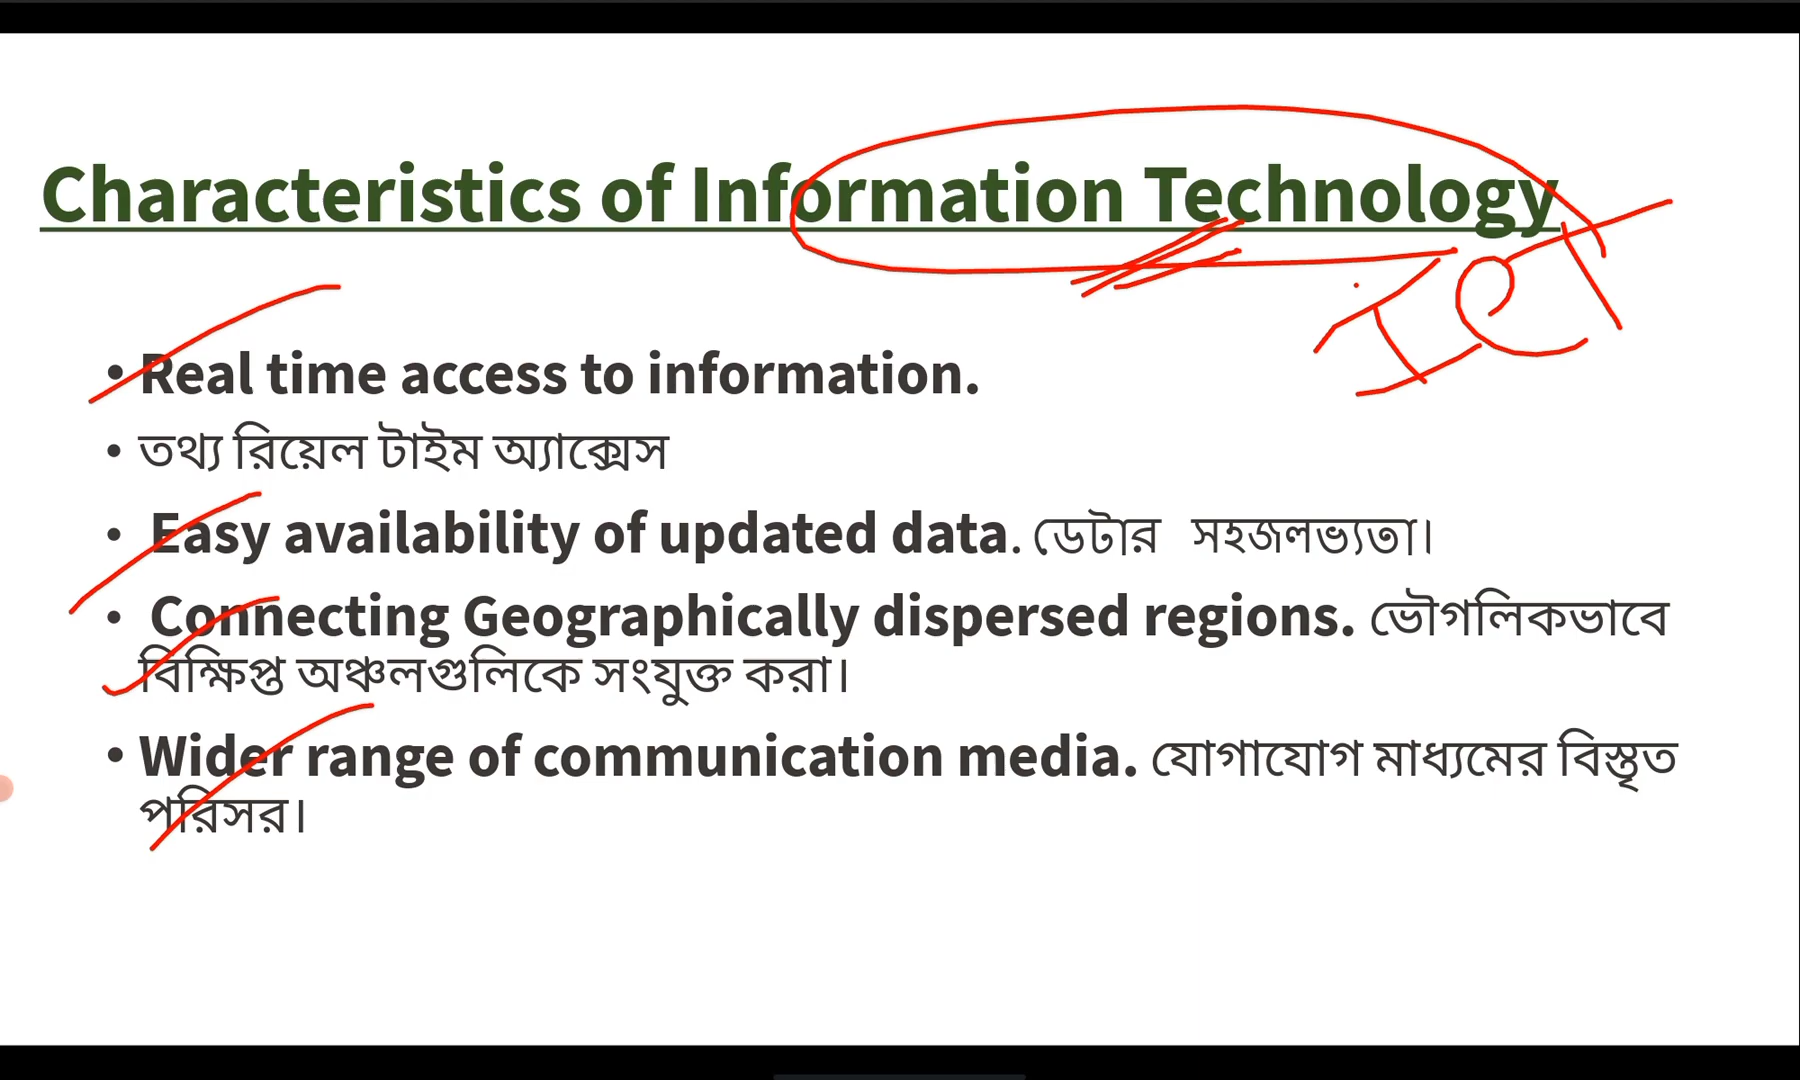 Characteristics of Information Technology
ICT
• Real time access to information.
• তথ্য রিয়েল টাইম অ্যাক্সেস
• Easy availability of updated data. ডেটার সহজলভ্যতা।
• Connecting Geographically dispersed regions. ভৌগলিকভাবে
বিক্ষিপ্ত অঞ্চলগুলিকে সংযুক্ত করা।
• Wider range of communication media. যোগাযোগ মাধ্যমের বিস্তৃত
পরিসর।